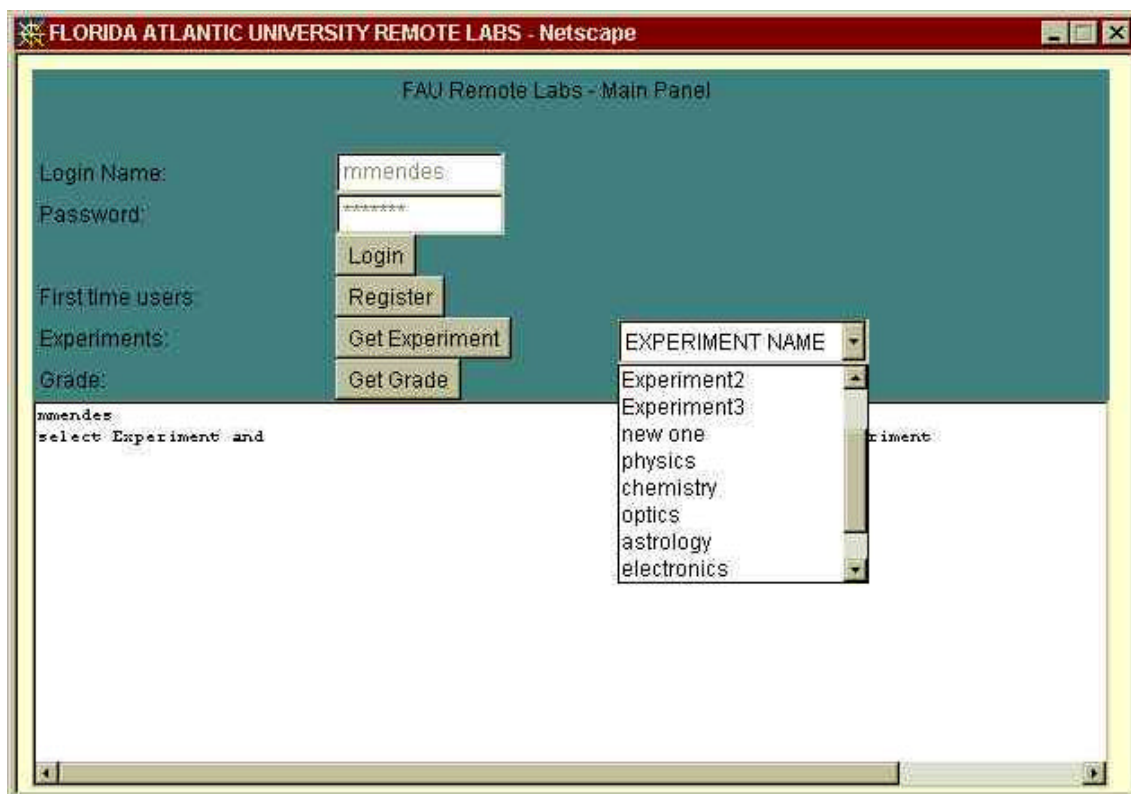 FLORIDA ATLANTIC UNIVERSITY REMOTE LABS - Netscape
FAU Remote Labs - Main Panel
Login Name: mmendes
Password: *******
Login
First time users: Register
Experiments: Get Experiment EXPERIMENT NAME
Grade: Get Grade
Experiment2
Experiment3
new one
physics
chemistry
optics
astrology
electronics
mmendes
select Experiment and riment